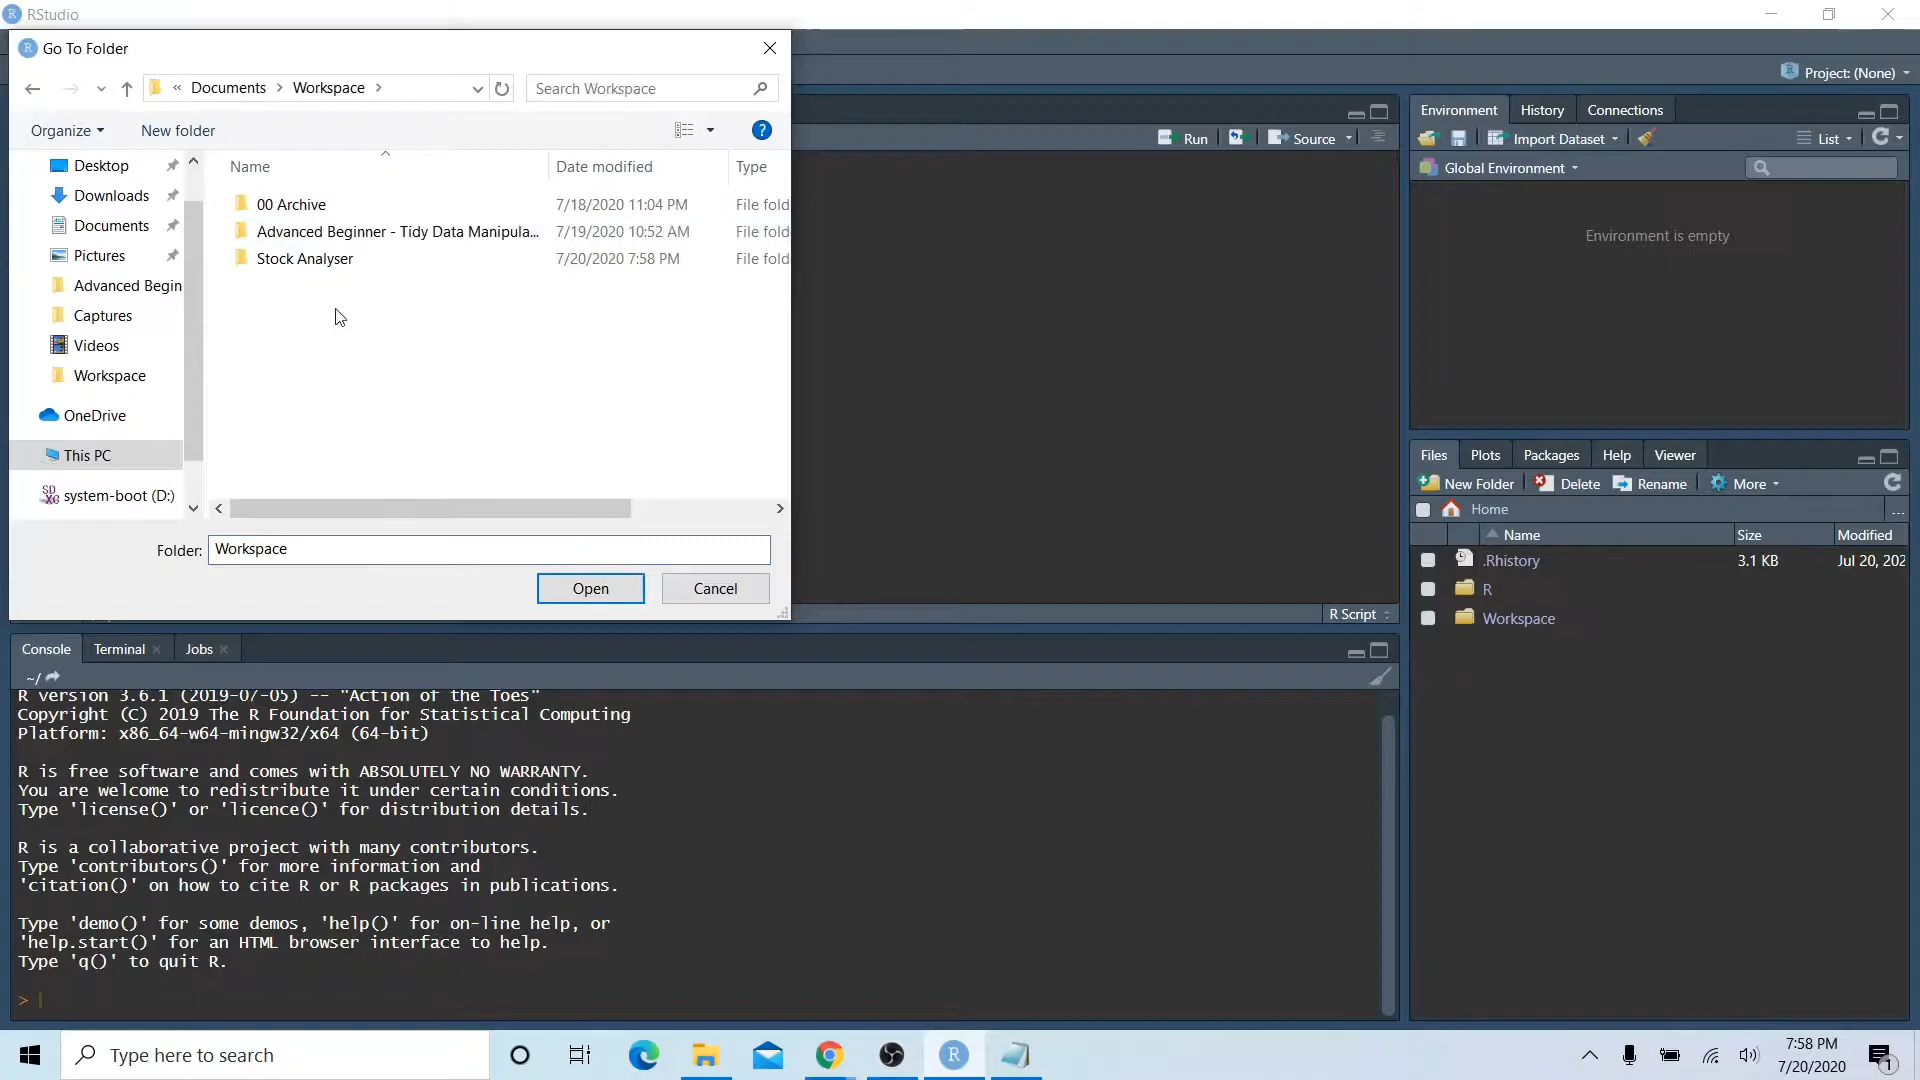 RStudio
Go To Folder
Project: (None)
« Documents > Workspace >
Search Workspace
Organize
New folder
?
Name
Date modified
Type
Desktop
Downloads
Documents
Pictures
Advanced Begin
Captures
Videos
Workspace
OneDrive
This PC
system-boot (D:)
00 Archive 7/18/2020 11:04 PM File fold
Advanced Beginner - Tidy Data Manipula... 7/19/2020 10:52 AM File fold
Stock Analyser 7/20/2020 7:58 PM File fold
Folder: Workspace
Open
Cancel
Run
Source
R Script
Environment
History
Connections
Import Dataset
List
Global Environment
Environment is empty
Files
Plots
Packages
Help
Viewer
New Folder
Delete
Rename
More
Home
...
Name
Size
Modified
.Rhistory 3.1 KB Jul 20, 202
R
Workspace
Console
Terminal
Jobs
~/
R version 3.6.1 (2019-07-05) -- "Action of the Toes"
Copyright (C) 2019 The R Foundation for Statistical Computing
Platform: x86_64-w64-mingw32/x64 (64-bit)
R is free software and comes with ABSOLUTELY NO WARRANTY.
You are welcome to redistribute it under certain conditions.
Type 'license()' or 'licence()' for distribution details.
R is a collaborative project with many contributors.
Type 'contributors()' for more information and
'citation()' on how to cite R or R packages in publications.
Type 'demo()' for some demos, 'help()' for on-line help, or
'help.start()' for an HTML browser interface to help.
Type 'q()' to quit R.
>
Type here to search
7:58 PM
7/20/2020
1